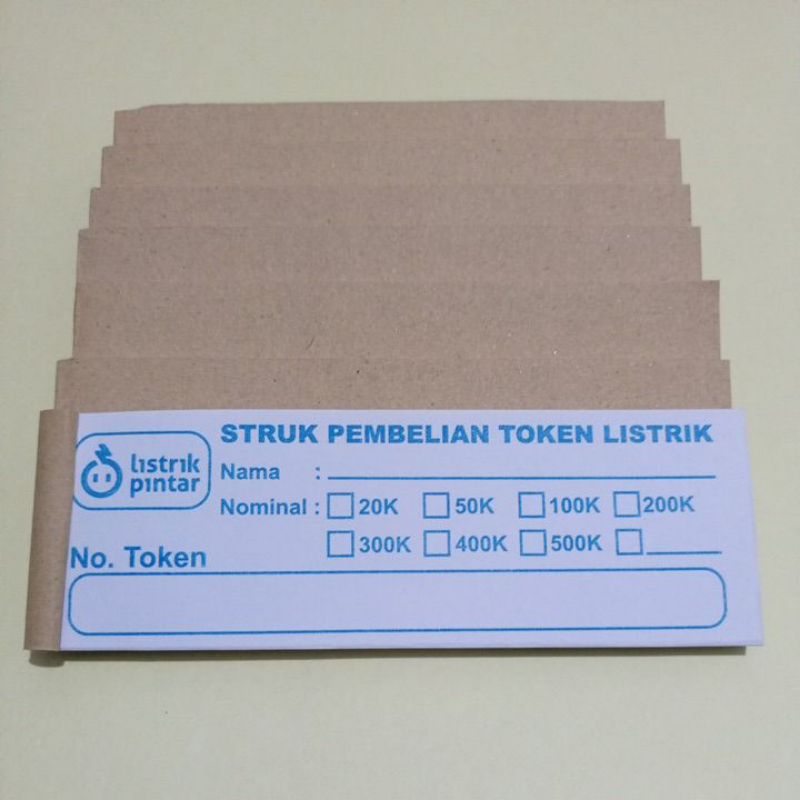 STRUK PEMBELIAN TOKEN LISTRIK
listrik
pintar
Nama :
Nominal : 20K 50K 100K 200K
300K 400K 500K
No. Token